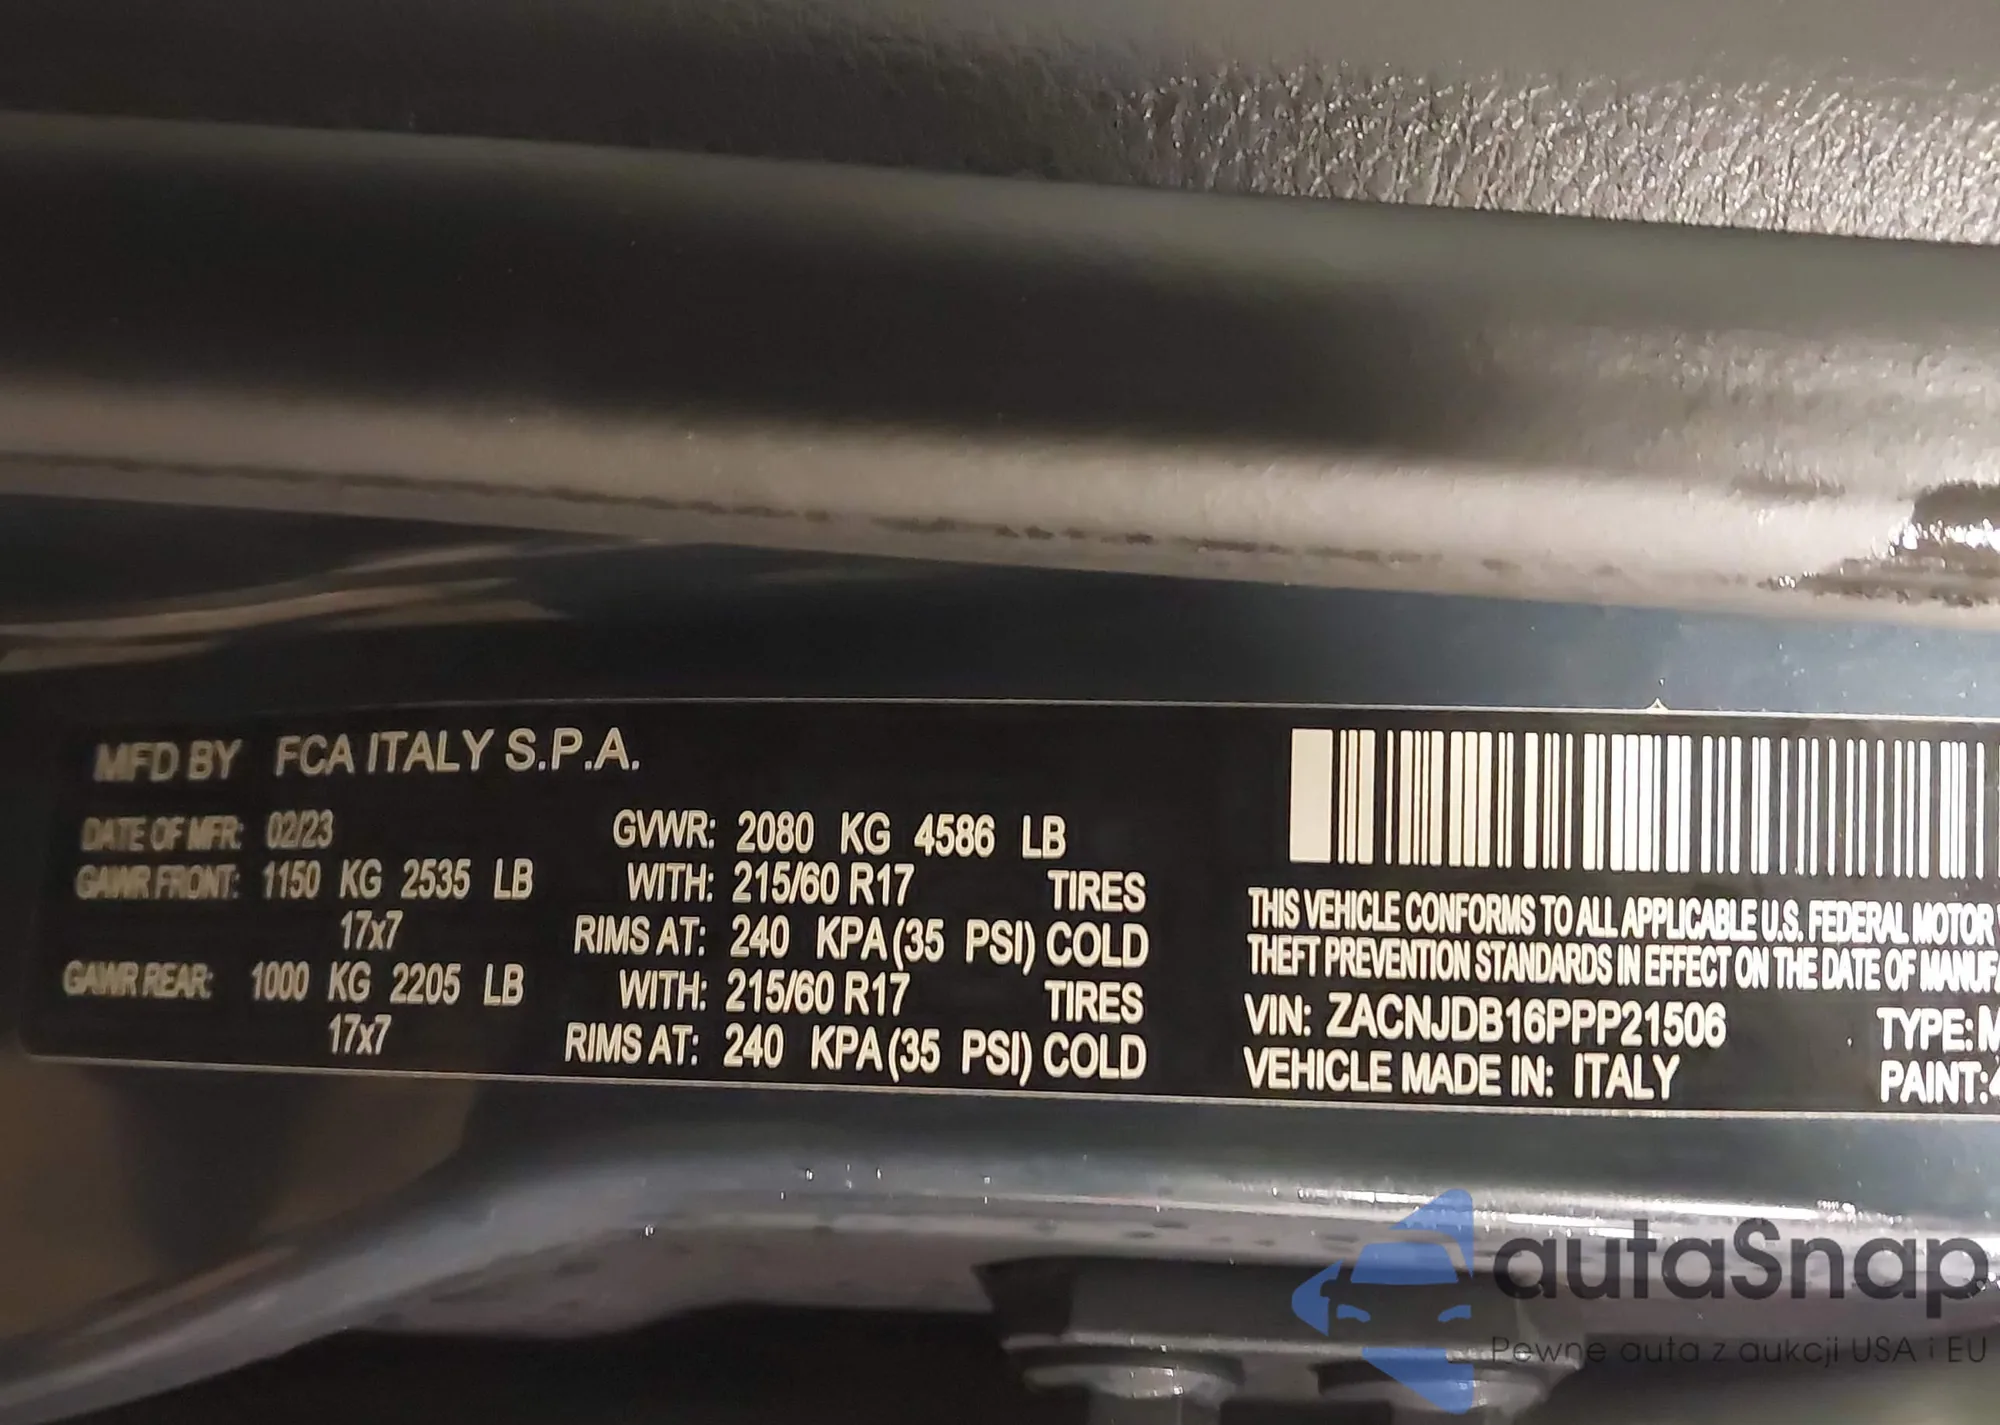 MFD BY FCA ITALY S.P.A.
DATE OF MFR: 02/23 GVWR: 2080 KG 4586 LB
GAWR FRONT: 1150 KG 2535 LB WITH: 215/60 R17 TIRES
17x7 RIMS AT: 240 KPA(35 PSI) COLD
GAWR REAR: 1000 KG 2205 LB WITH: 215/60 R17 TIRES
17x7 RIMS AT: 240 KPA(35 PSI) COLD
THIS VEHICLE CONFORMS TO ALL APPLICABLE U.S. FEDERAL MOTOR
THEFT PREVENTION STANDARDS IN EFFECT ON THE DATE OF MANUFA
VIN: ZACNJDB16PPP21506 TYPE:M
VEHICLE MADE IN: ITALY PAINT:4
autaSnap
Pewne auta z aukcji USA i EU